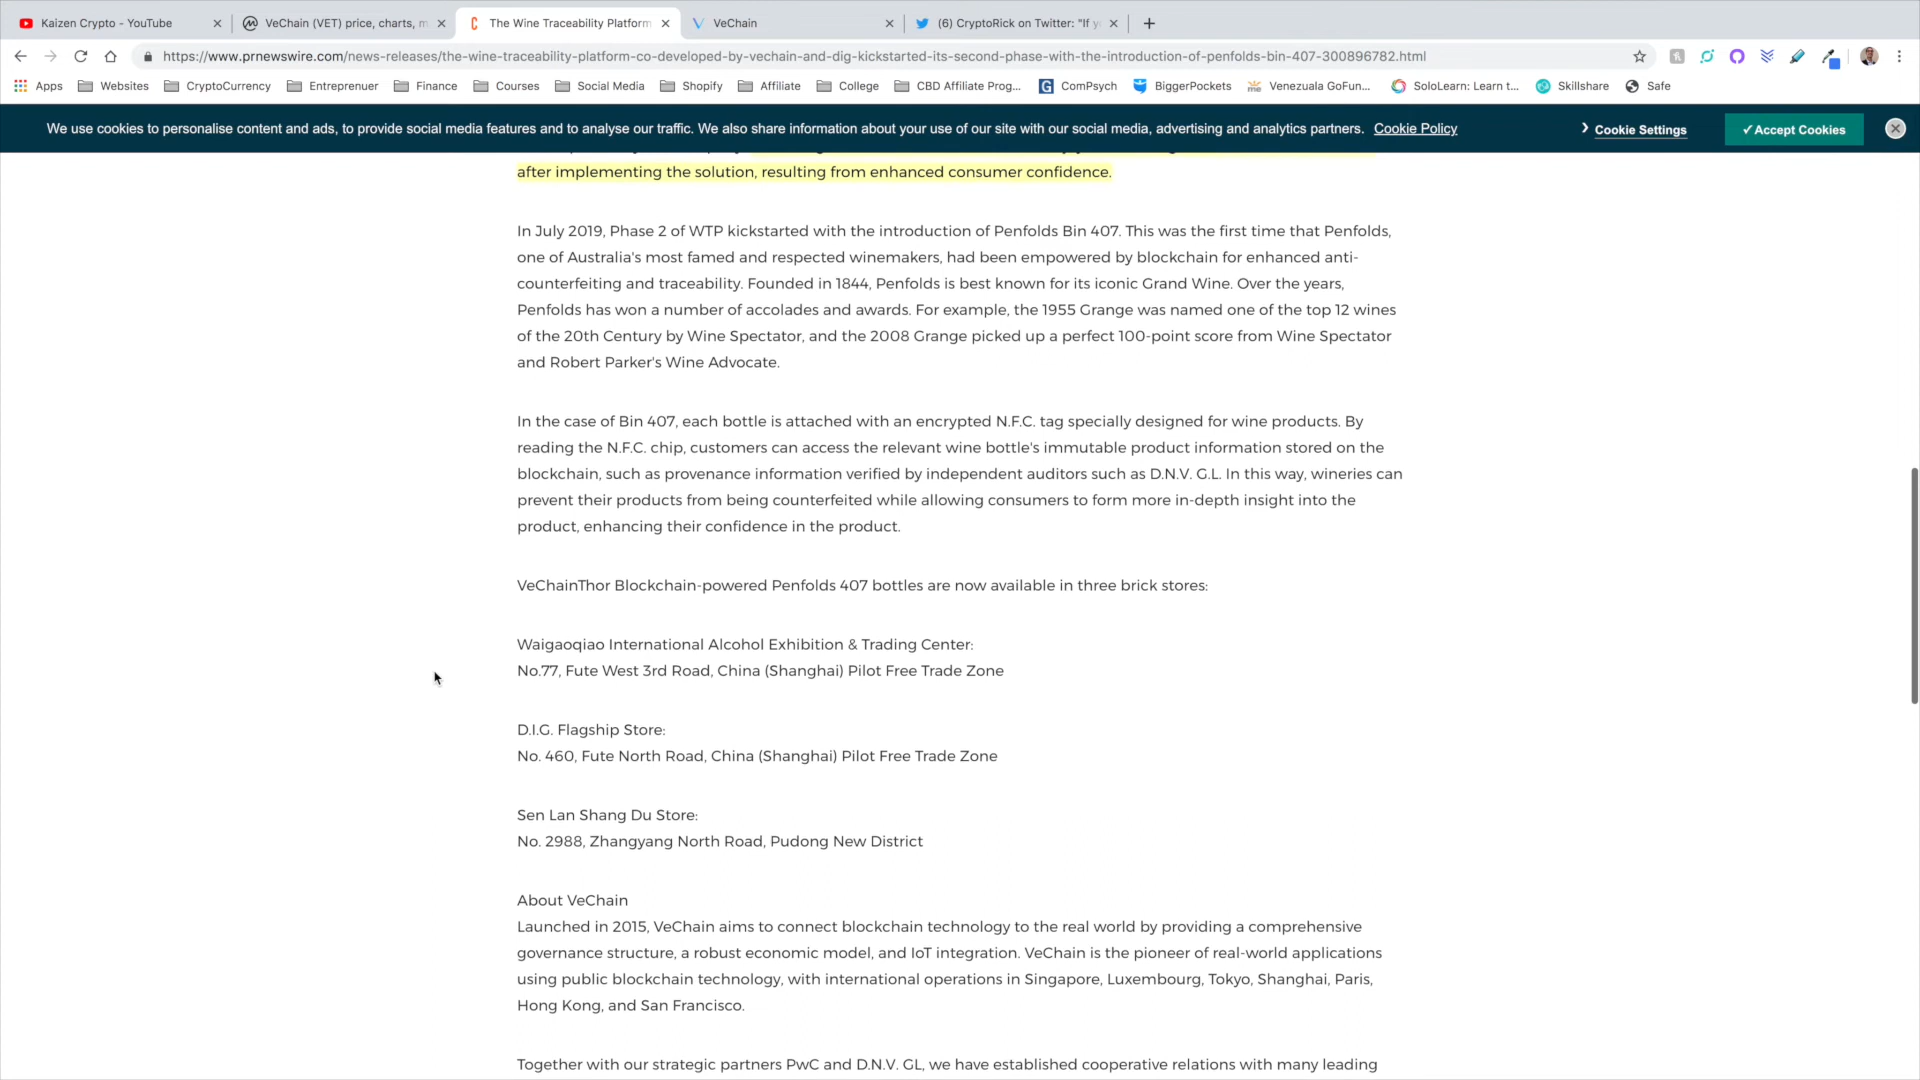 Kaizen Crypto - YouTube
VeChain (VET) price, charts, m
The Wine Traceability Platform
VeChain
(6) CryptoRick on Twitter: "If y
https://www.prnewswire.com/news-releases/the-wine-traceability-platform-co-developed-by-vechain-and-dig-kickstarted-its-second-phase-with-the-introduction-of-penfolds-bin-407-300896782.html
Apps Websites CryptoCurrency Entreprenuer Finance Courses Social Media Shopify Affiliate College CBD Affiliate Prog... ComPsych BiggerPockets Venezuala GoFun... SoloLearn: Learn t... Skillshare Safe
We use cookies to personalise content and ads, to provide social media features and to analyse our traffic. We also share information about your use of our site with our social media, advertising and analytics partners. Cookie Policy
Cookie Settings
✓Accept Cookies
after implementing the solution, resulting from enhanced consumer confidence.
In July 2019, Phase 2 of WTP kickstarted with the introduction of Penfolds Bin 407. This was the first time that Penfolds,
one of Australia's most famed and respected winemakers, had been empowered by blockchain for enhanced anti-
counterfeiting and traceability. Founded in 1844, Penfolds is best known for its iconic Grand Wine. Over the years,
Penfolds has won a number of accolades and awards. For example, the 1955 Grange was named one of the top 12 wines
of the 20th Century by Wine Spectator, and the 2008 Grange picked up a perfect 100-point score from Wine Spectator
and Robert Parker's Wine Advocate.
In the case of Bin 407, each bottle is attached with an encrypted N.F.C. tag specially designed for wine products. By
reading the N.F.C. chip, customers can access the relevant wine bottle's immutable product information stored on the
blockchain, such as provenance information verified by independent auditors such as D.N.V. G.L. In this way, wineries can
prevent their products from being counterfeited while allowing consumers to form more in-depth insight into the
product, enhancing their confidence in the product.
VeChainThor Blockchain-powered Penfolds 407 bottles are now available in three brick stores:
Waigaoqiao International Alcohol Exhibition & Trading Center:
No.77, Fute West 3rd Road, China (Shanghai) Pilot Free Trade Zone
D.I.G. Flagship Store:
No. 460, Fute North Road, China (Shanghai) Pilot Free Trade Zone
Sen Lan Shang Du Store:
No. 2988, Zhangyang North Road, Pudong New District
About VeChain
Launched in 2015, VeChain aims to connect blockchain technology to the real world by providing a comprehensive
governance structure, a robust economic model, and IoT integration. VeChain is the pioneer of real-world applications
using public blockchain technology, with international operations in Singapore, Luxembourg, Tokyo, Shanghai, Paris,
Hong Kong, and San Francisco.
Together with our strategic partners PwC and D.N.V. GL, we have established cooperative relations with many leading